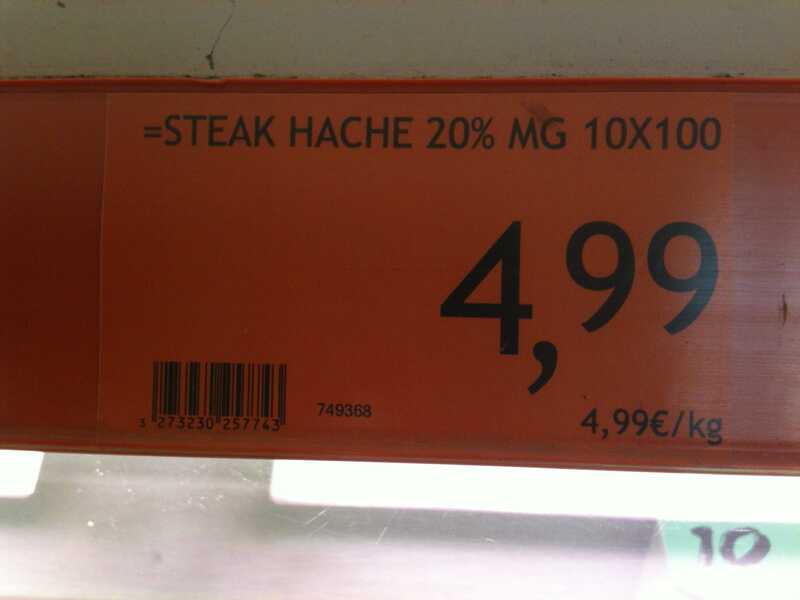 =STEAK HACHE 20% MG 10X100
4,99
3 273230 257743
749368
4,99€/kg
10